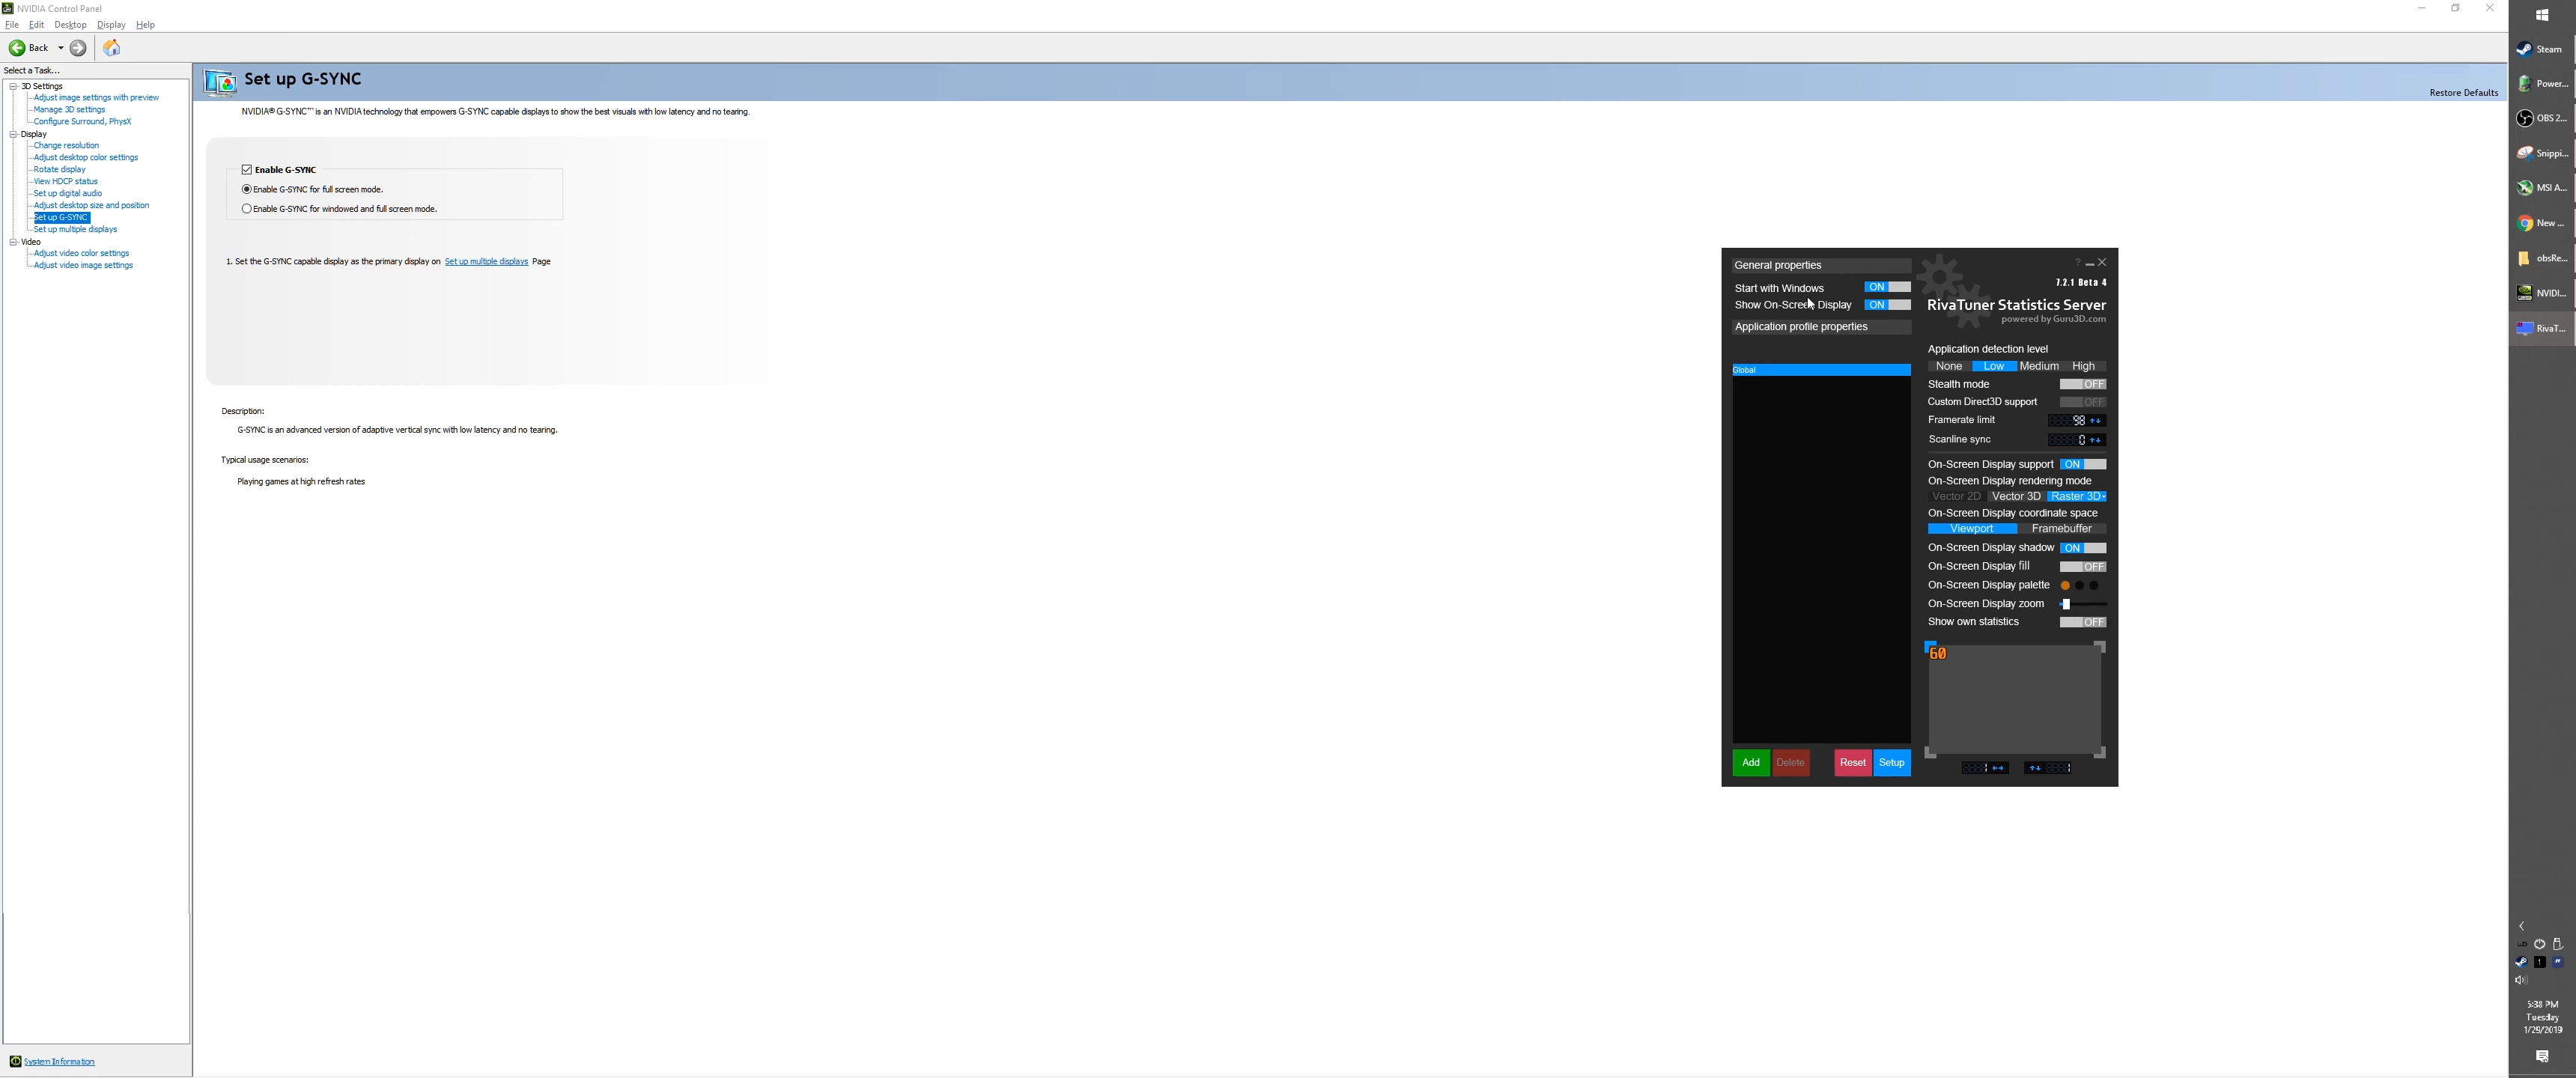 NVIDIA Control Panel
File Edit Desktop Display Help
Back
Select a Task...
3D Settings
Adjust image settings with preview
Manage 3D settings
Configure Surround, PhysX
Display
Change resolution
Adjust desktop color settings
Rotate display
View HDCP status
Set up digital audio
Adjust desktop size and position
Set up G-SYNC
Set up multiple displays
Video
Adjust video color settings
Adjust video image settings
System Information
Set up G-SYNC
Restore Defaults
NVIDIA® G-SYNC™ is an NVIDIA technology that empowers G-SYNC capable displays to show the best visuals with low latency and no tearing.
Enable G-SYNC
Enable G-SYNC for full screen mode.
Enable G-SYNC for windowed and full screen mode.
1. Set the G-SYNC capable display as the primary display on Set up multiple displays Page
Description:
G-SYNC is an advanced version of adaptive vertical sync with low latency and no tearing.
Typical usage scenarios:
Playing games at high refresh rates
General properties
Start with Windows ON
Show On-Screen Display ON
Application profile properties
Global
Add Delete Reset Setup
?
7.2.1 Beta 4
RivaTuner Statistics Server
powered by Guru3D.com
Application detection level
None Low Medium High
Stealth mode OFF
Custom Direct3D support OFF
Framerate limit 98
Scanline sync 0
On-Screen Display support ON
On-Screen Display rendering mode
Vector 2D Vector 3D Raster 3D
On-Screen Display coordinate space
Viewport Framebuffer
On-Screen Display shadow ON
On-Screen Display fill OFF
On-Screen Display palette
On-Screen Display zoom
Show own statistics OFF
60
1 1
Steam
Power...
OBS 2...
Snippi...
MSI A...
New ...
obsRe...
NVIDI...
RivaT...
1
5:38 PM
Tuesday
1/29/2019